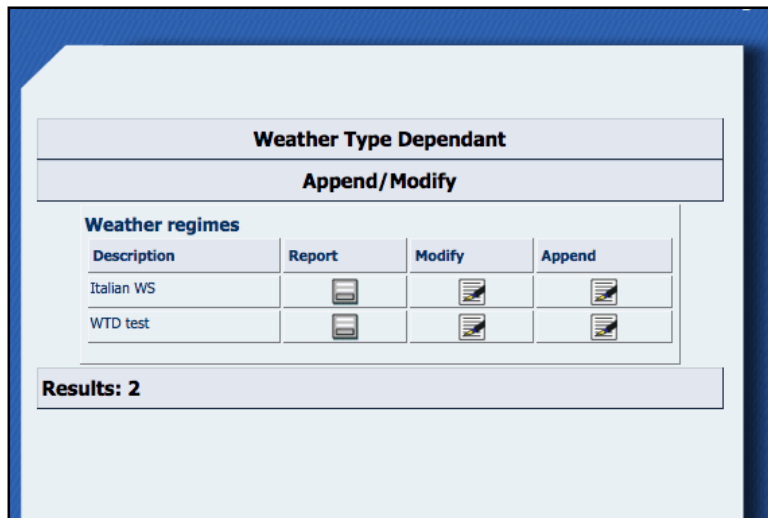 Weather Type Dependant
Append/Modify
Weather regimes
Description Report Modify Append
Italian WS
WTD test
Results: 2